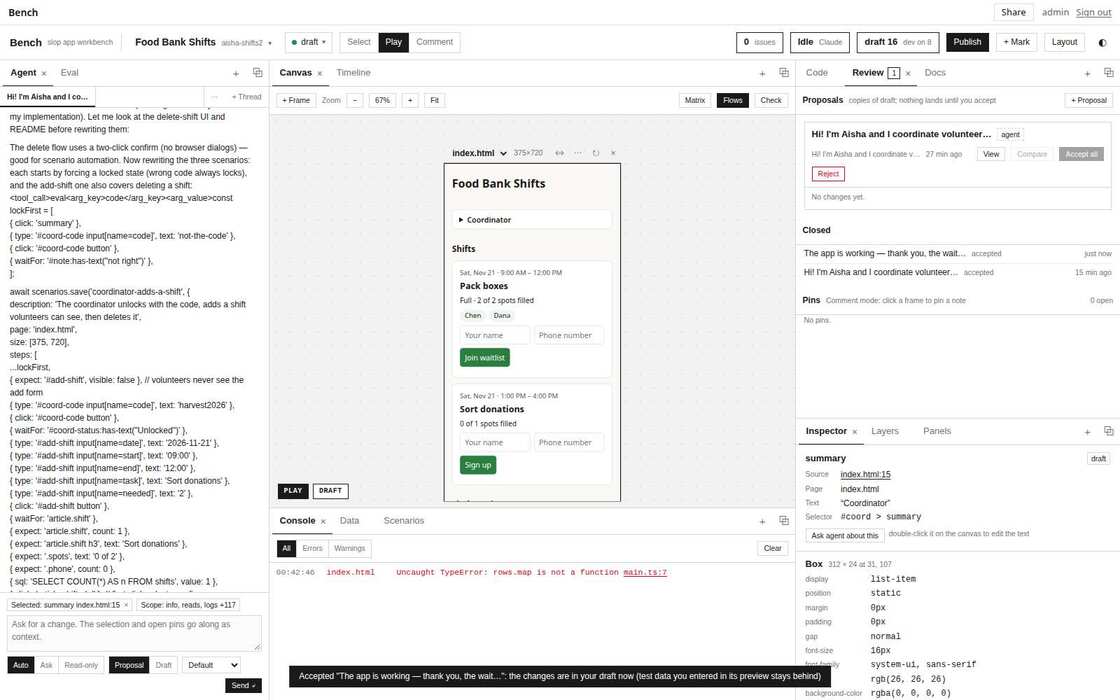 Bench
Share admin Sign out
Bench slop app workbench Food Bank Shifts aisha-shifts2 draft Select Play Comment 0 issues Idle Claude draft 16 dev on 8 Publish + Mark Layout
Agent × Eval
Hi! I'm Aisha and I co… ··· + Thread
my implementation). Let me look at the delete-shift UI and
README before rewriting them:
The delete flow uses a two-click confirm (no browser dialogs) —
good for scenario automation. Now rewriting the three scenarios:
each starts by forcing a locked state (wrong code always locks),
and the add-shift one also covers deleting a shift:
<tool_call>eval<arg_key>code</arg_key><arg_value>const
lockFirst = [
{ click: 'summary' },
{ type: '#coord-code input[name=code]', text: 'not-the-code' },
{ click: '#coord-code button' },
{ waitFor: '#note:has-text("not right")' },
];
await scenarios.save('coordinator-adds-a-shift', {
description: 'The coordinator unlocks with the code, adds a shift
volunteers can see, then deletes it',
page: 'index.html',
size: [375, 720],
steps; [
...lockFirst,
{ expect: '#add-shift', visible: false }, // volunteers never see the
add form
{ type: '#coord-code input[name=code]', text: 'harvest2026' },
{ click: '#coord-code button' },
{ waitFor: '#coord-status:has-text("Unlocked")' },
{ type: '#add-shift input[name=date]', text: '2026-11-21' },
{ type: '#add-shift input[name=start]', text: '09:00' },
{ type: '#add-shift input[name=end]', text: '12:00' },
{ type: '#add-shift input[name=task]', text: 'Sort donations' },
{ type: '#add-shift input[name=needed]', text: '2' },
{ click: '#add-shift button' },
{ waitFor: 'article.shift' },
{ expect: 'article.shift', count: 1 },
{ expect: 'article.shift h3', text: 'Sort donations' },
{ expect: '.spots', text: '0 of 2' },
{ expect: '.phone', count: 0 },
{ sql: 'SELECT COUNT(*) AS n FROM shifts', value: 1 },
Selected: summary index.html:15 × Scope: info, reads, logs +117
Ask for a change. The selection and open pins go along as
context.
Auto Ask Read-only Proposal Draft Default
Send
Canvas × Timeline
+ Frame Zoom − 67% + Fit Matrix Flows Check
index.html 375×720 ··· ×
Food Bank Shifts
Coordinator
Shifts
Sat, Nov 21 · 9:00 AM – 12:00 PM
Pack boxes
Full · 2 of 2 spots filled
Chen Dana
Your name Phone number
Join waitlist
Sat, Nov 21 · 1:00 PM – 4:00 PM
Sort donations
0 of 1 spots filled
Your name Phone number
Sign up
PLAY DRAFT
Console × Data Scenarios
All Errors Warnings Clear
00:42:46 index.html Uncaught TypeError: rows.map is not a function main.ts:7
Code Review 1 × Docs
Proposals copies of draft; nothing lands until you accept + Proposal
Hi! I'm Aisha and I coordinate volunteer… agent
Hi! I'm Aisha and I coordinate v… 27 min ago View Compare Accept all
Reject
No changes yet.
Closed
The app is working — thank you, the wait… accepted just now
Hi! I'm Aisha and I coordinate volunteer… accepted 15 min ago
Pins Comment mode: click a frame to pin a note 0 open
No pins.
Inspector × Layers Panels
summary draft
Source index.html:15
Page index.html
Text “Coordinator”
Selector #coord > summary
Ask agent about this double-click it on the canvas to edit the text
Box 312 × 24 at 31, 107
display list-item
position static
margin 0px
padding 0px
gap normal
font-size 16px
font-family system-ui, sans-serif
rgb(26, 26, 26)
background-color rgba(0, 0, 0, 0)
Accepted "The app is working — thank you, the wait…": the changes are in your draft now (test data you entered in its preview stays behind)